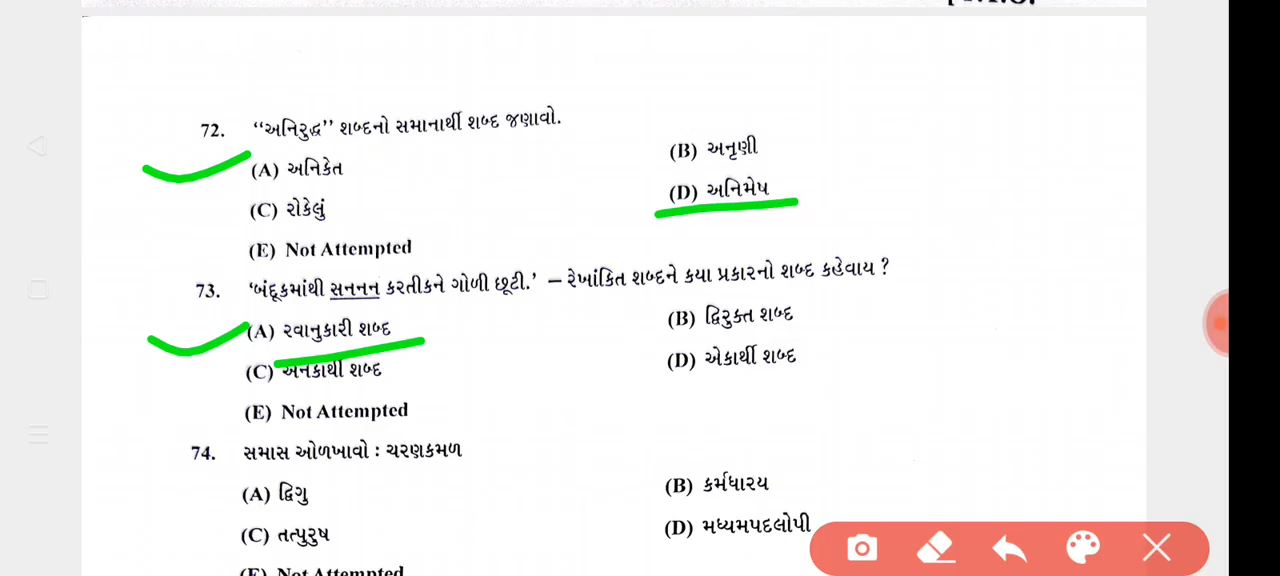 72. “અનિરુદ્ધ” શબ્દનો સમાનાર્થી શબ્દ જણાવો.
(A) અનિકેત
(B) અનૃણી
(C) રોકેલું
(D) અનિમેષ
(E) Not Attempted
73. ‘બંદૂકમાંથી સનનન કરતીકને ગોળી છૂટી.’ – રેખાંકિત શબ્દને કયા પ્રકારનો શબ્દ કહેવાય ?
(A) રવાનુકારી શબ્દ
(B) દ્વિરુક્ત શબ્દ
(C) અનેકાર્થી શબ્દ
(D) એકાર્થી શબ્દ
(E) Not Attempted
74. સમાસ ઓળખાવો : ચરણકમળ
(A) દ્વિગુ
(B) કર્મધારય
(C) તત્પુરુષ
(D) મધ્યમપદલોપી
(E) Not Attempted